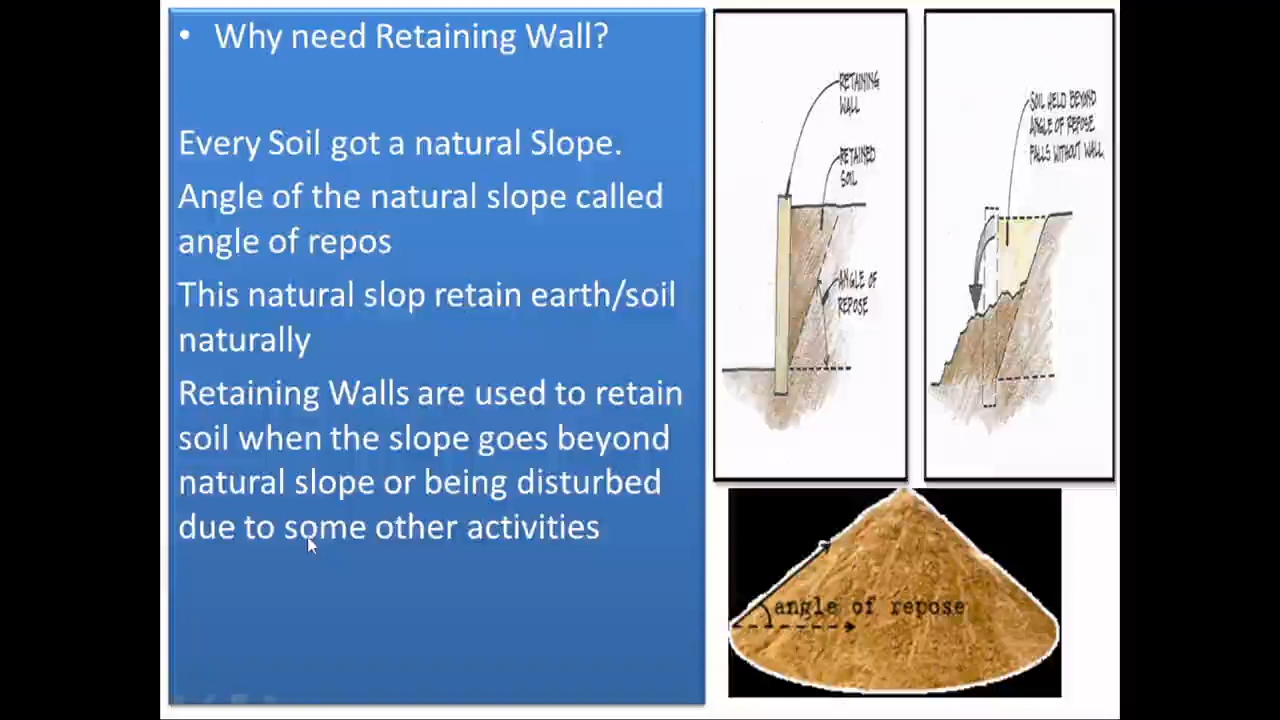 • Why need Retaining Wall?
Every Soil got a natural Slope.
Angle of the natural slope called
angle of repos
This natural slop retain earth/soil
naturally
Retaining Walls are used to retain
soil when the slope goes beyond
natural slope or being disturbed
due to some other activities
RETAINING
WALL
RETAINED
SOIL
ANGLE OF
REPOSE
SOIL HELD BEYOND
ANGLE OF REPOSE
FALLS WITHOUT WALL
angle of repose